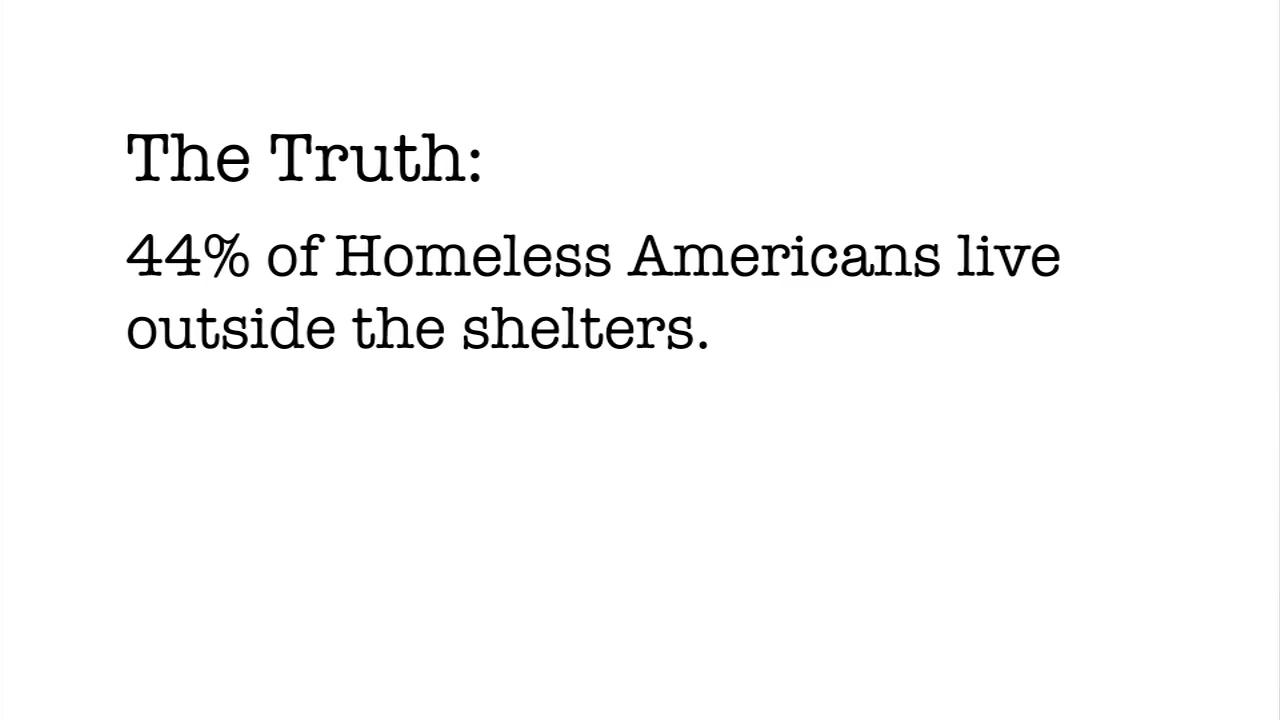 The Truth:
44% of Homeless Americans live
outside the shelters.